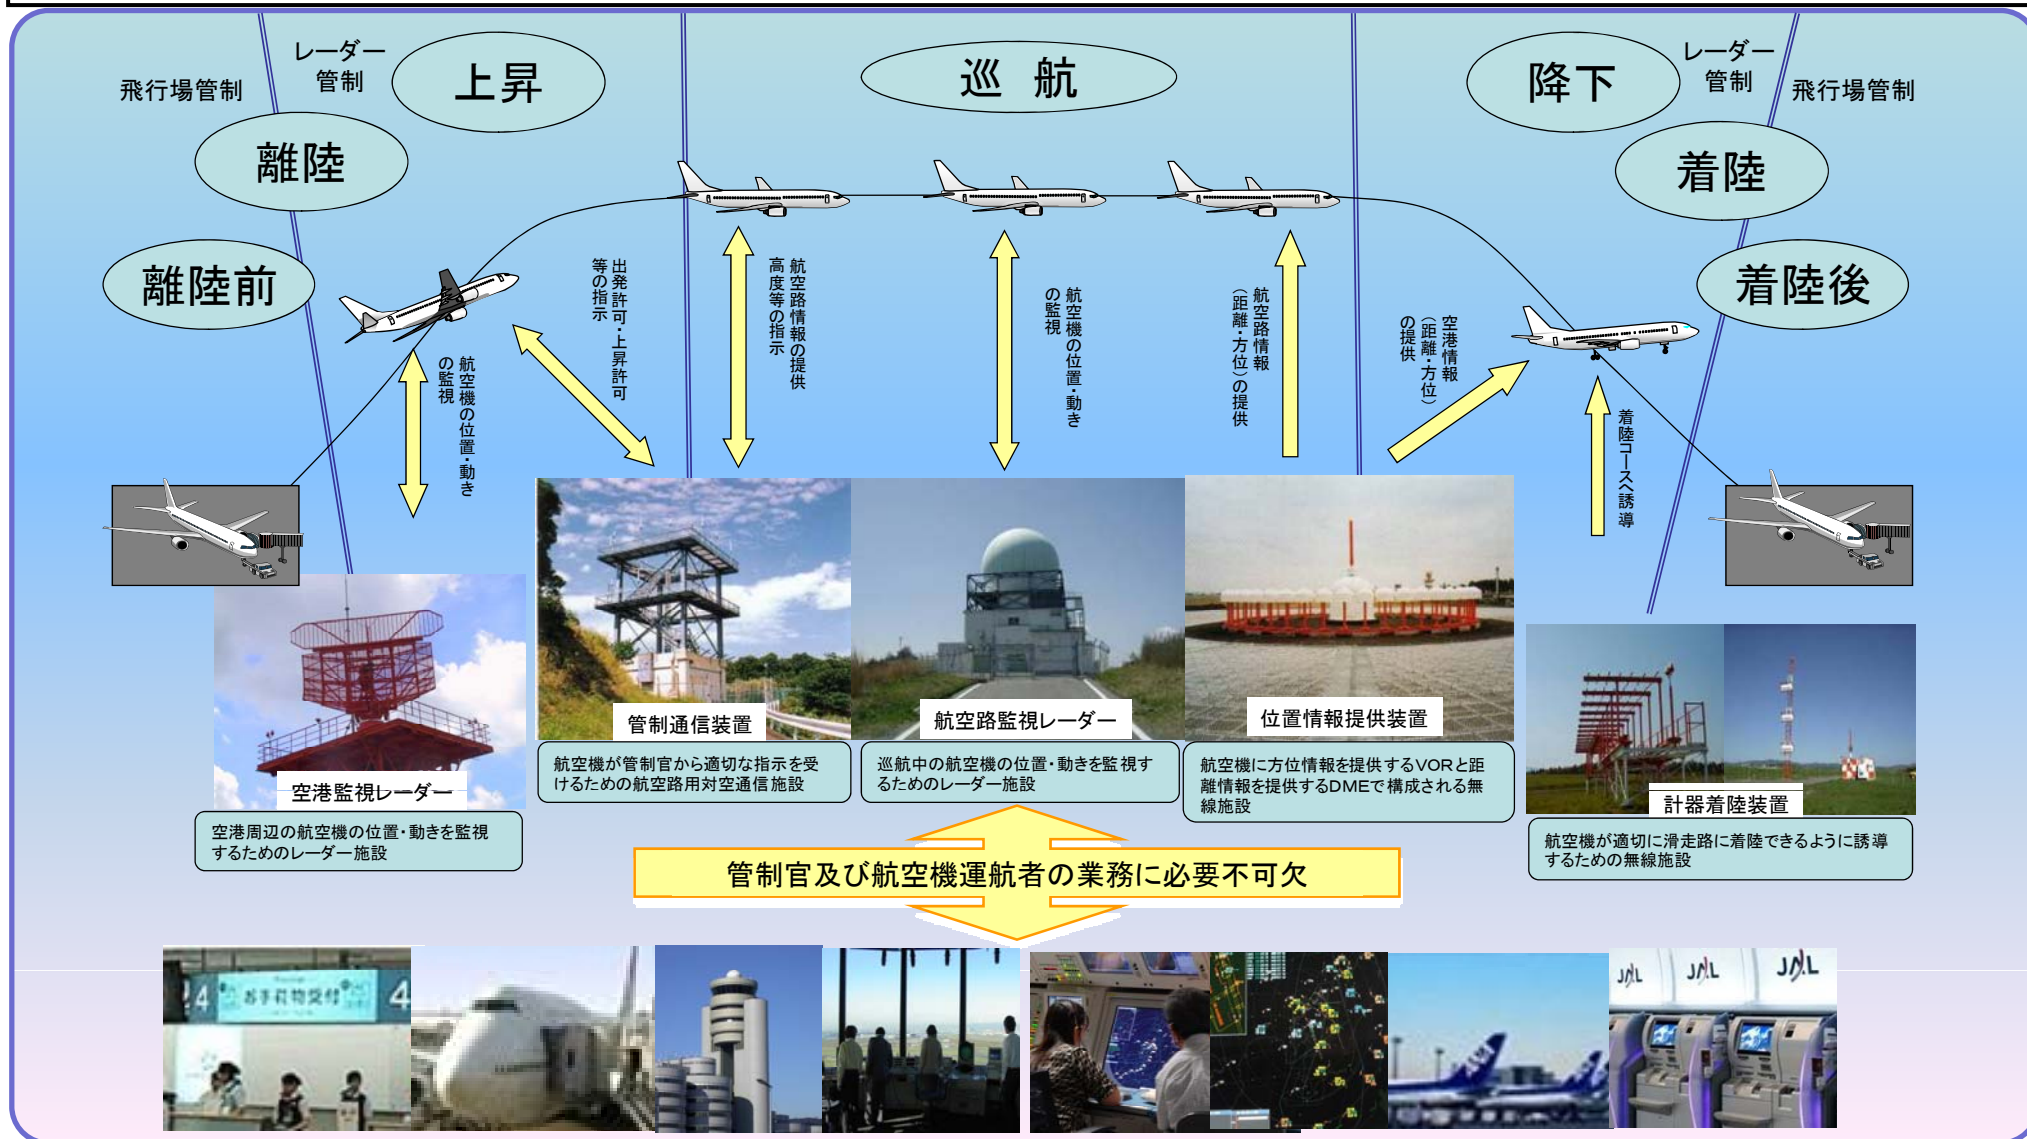 飛行場管制
レーダー
管制
上昇
巡 航
降下
レーダー
管制
飛行場管制
離陸
着陸
離陸前
着陸後
航空機の位置・動き
の監視
出発許可・上昇許可
等の指示
航空路情報の提供
高度等の指示
航空機の位置・動き
の監視
航空路情報
(距離・方位)の提供
空港情報
(距離・方位)
の提供
着陸コースへ誘導
空港監視レーダー
空港周辺の航空機の位置・動きを監視
するためのレーダー施設
管制通信装置
航空機が管制官から適切な指示を受
けるための航空路用対空通信施設
航空路監視レーダー
巡航中の航空機の位置・動きを監視す
るためのレーダー施設
位置情報提供装置
航空機に方位情報を提供するVORと距
離情報を提供するDMEで構成される無
線施設
計器着陸装置
航空機が適切に滑走路に着陸できるように誘導
するための無線施設
管制官及び航空機運航者の業務に必要不可欠
24
お手荷物受付
4
JAL
JAL
JAL